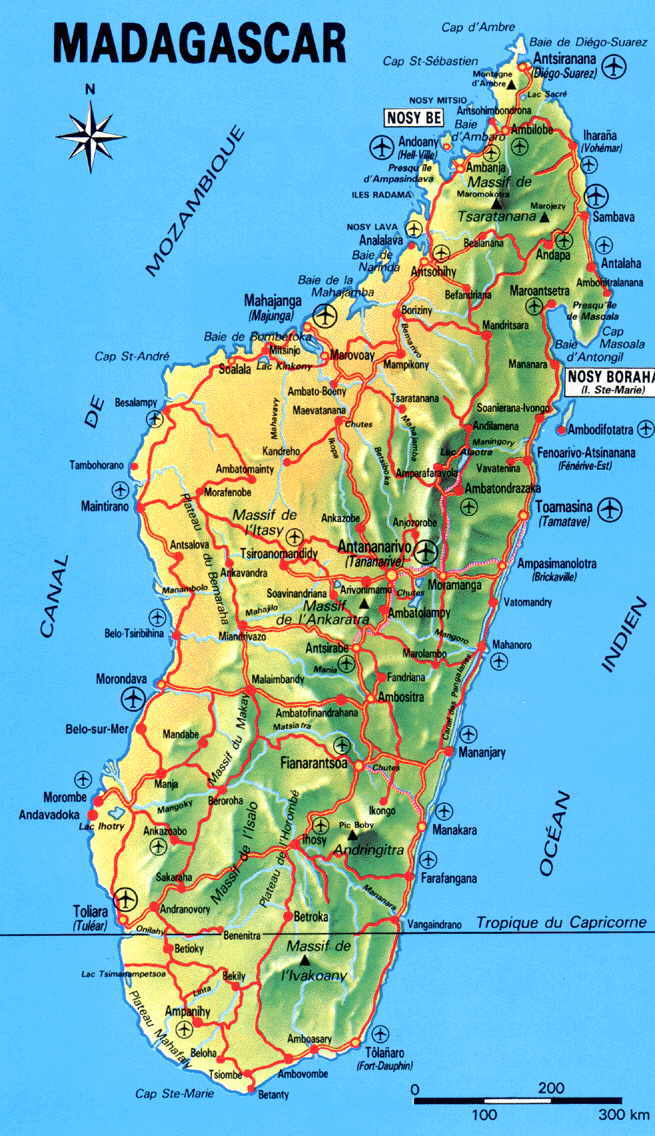 MADAGASCAR
N
Cap d'Ambre
Baie de Diégo-Suarez
Cap St-Sébastien
Antsiranana
(Diégo-Suarez)
Montagne
d'Ambre
Lac Sacré
NOSY MITSIO
Antsohimbondrona
NOSY BE
Baie
d'Ambaro
Ambilobe
Iharaña
(Vohémar)
Andoany
(Hell-Ville)
Presqu'île
d'Ampasindava
Ambanja
Massif de
Maromokotra
Tsaratanana
Marojezy
ILES RADAMA
Sambava
NOSY LAVA
Analalava
Bealanana
Andapa
Baie de
Narinda
Antsohihy
Antalaha
Ambohitralanana
Befandriana
Maroantsetra
Presqu'île
de Masoala
Baie de la
Mahajamba
Mahajanga
(Majunga)
Boriziny
Cap
Masoala
Baie
d'Antongil
Mandritsara
Bemarivo
Baie de Bombetoka
Mitsinjo
Marovoay
Cap St-André
Soalala
Lac Kinkony
Mampikony
Mananara
NOSY BORAHA
(I. Ste-Marie)
Ambato-Boeny
Besalampy
Mahavavy
Maevatanana
Tsaratanana
Chutes
Mahajamba
Soanierana-Ivongo
Andilamena
Ambodifotatra
Ikopa
Betsiboka
Maningory
Kandreho
Lac Alaotra
Fenoarivo-Atsinanana
(Fénérive-Est)
Tambohorano
Ambatomainty
Amparafaravola
Vavatenina
Morafenobe
Ambatondrazaka
Maintirano
Plateau
du Bemaraha
Massif de
l'Itasy
Ankazobe
Anjozorobe
Toamasina
(Tamatave)
Antsalova
Tsiroanomandidy
Antananarivo
(Tananarive)
Ankavandra
Ampasimanolotra
(Brickaville)
Manambolo
Soavinandriana
Arivonimamo
Chutes
Moramanga
Mahajilo
Massif
de l'Ankaratra
Ambatolampy
Vatomandry
Belo-Tsiribihina
Miandrivazo
Mangoro
Antsirabe
Mahanoro
Marolambo
Mania
Morondava
Malaimbandy
Fandriana
Canal des Pangalanes
Ambositra
Ambatofinandrahana
Belo-sur-Mer
Mandabe
Massif du Makay
Matsiatra
Mananjary
Fianarantsoa
Chutes
Manja
Morombe
Mangoky
Beroroha
Ikongo
Andavadoka
Lac Ihotry
Ankazoabo
Massif de l'Isalo
Plateau de l'Horombé
Ihosy
Pic Boby
Andringitra
Manakara
Sakaraha
Farafangana
Mananara
Toliara
(Tuléar)
Andranovory
Betroka
Vangaindrano
Tropique du Capricorne
Onilahy
Benenitra
Betioky
Massif de
l'Ivakoany
Lac Tsimanampetsoa
Bekily
Linta
Plateau Mahafaly
Ampanihy
Amboasary
Tôlañaro
(Fort-Dauphin)
Beloha
Tsiombe
Ambovombe
Cap Ste-Marie
Betanty
CANAL
DE
MOZAMBIQUE
OCÉAN
INDIEN
0
100
200
300 km